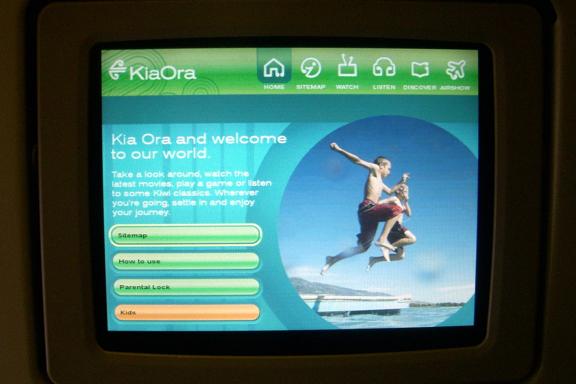 KiaOra
HOME SITEMAP WATCH LISTEN DISCOVER AIRSHOW
Kia Ora and welcome
to our world.
Take a look around, watch the
latest movies, play a game or listen
to some Kiwi classics. Wherever
you're going, settle in and enjoy
your journey.
Sitemap
How to use
Parental Lock
Kids